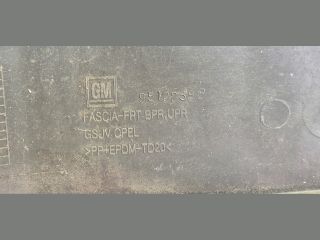 GM
FASCIA-FRT BPR,UPR
GSJV OPEL
>PP+EPDM-TD20<